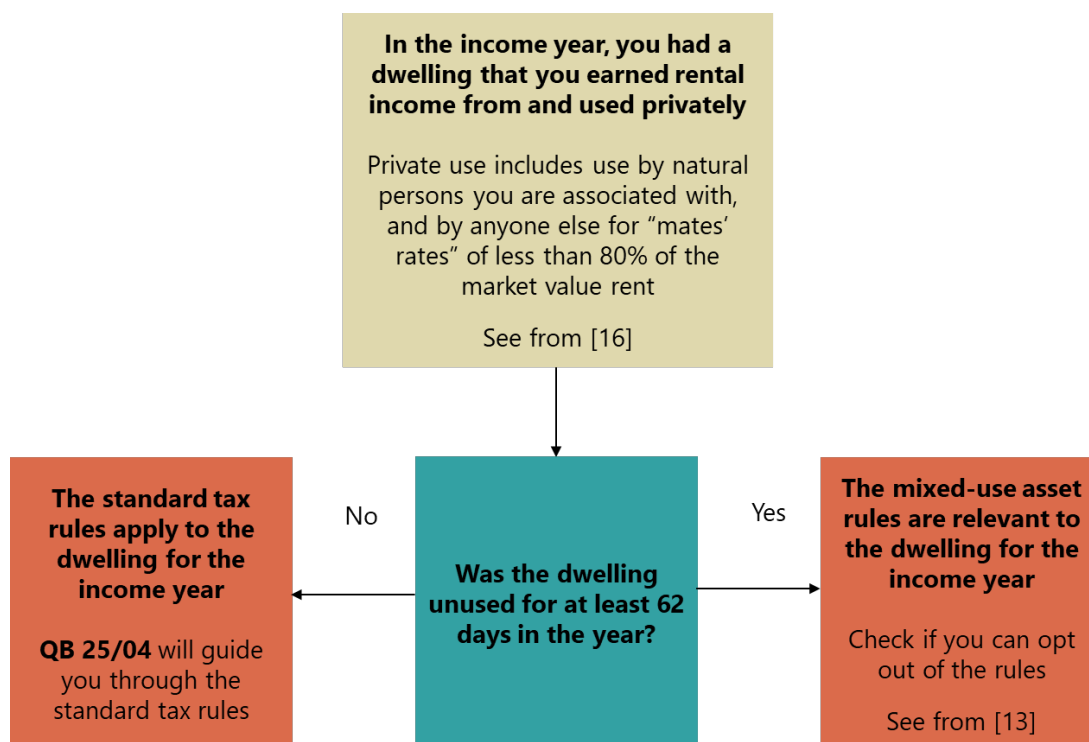 In the income year, you had a
dwelling that you earned rental
income from and used privately
Private use includes use by natural
persons you are associated with,
and by anyone else for “mates’
rates” of less than 80% of the
market value rent
See from [16]
The standard tax
rules apply to the
dwelling for the
income year
QB 25/04 will guide
you through the
standard tax rules
No
Was the dwelling
unused for at least 62
days in the year?
Yes
The mixed-use asset
rules are relevant to
the dwelling for the
income year
Check if you can opt
out of the rules
See from [13]